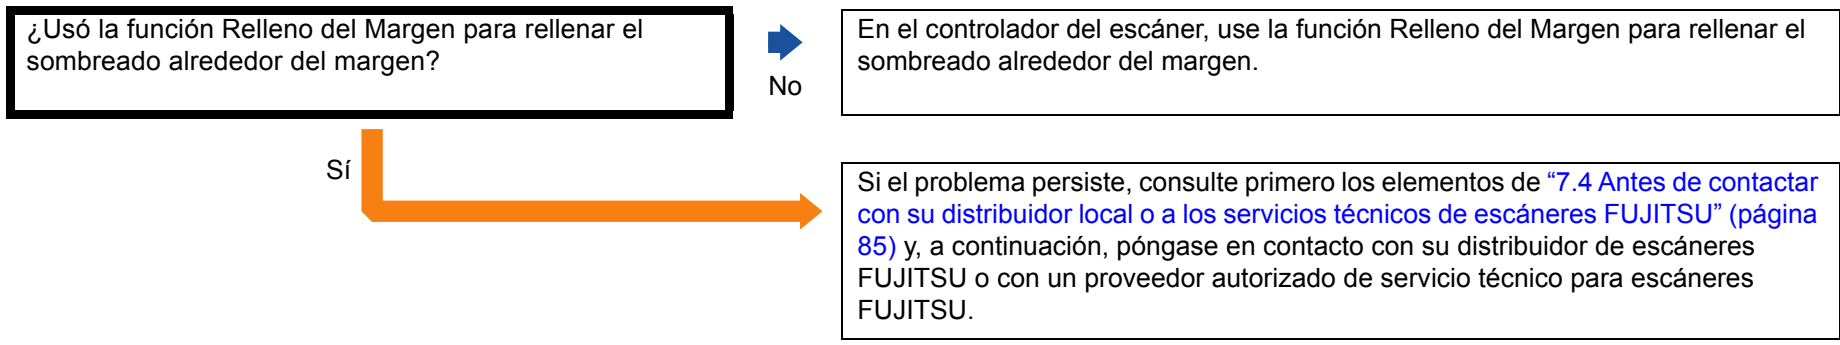 ¿Usó la función Relleno del Margen para rellenar el
sombreado alrededor del margen?
No
En el controlador del escáner, use la función Relleno del Margen para rellenar el
sombreado alrededor del margen.
Sí
Si el problema persiste, consulte primero los elementos de “7.4 Antes de contactar
con su distribuidor local o a los servicios técnicos de escáneres FUJITSU” (página
85) y, a continuación, póngase en contacto con su distribuidor de escáneres
FUJITSU o con un proveedor autorizado de servicio técnico para escáneres
FUJITSU.